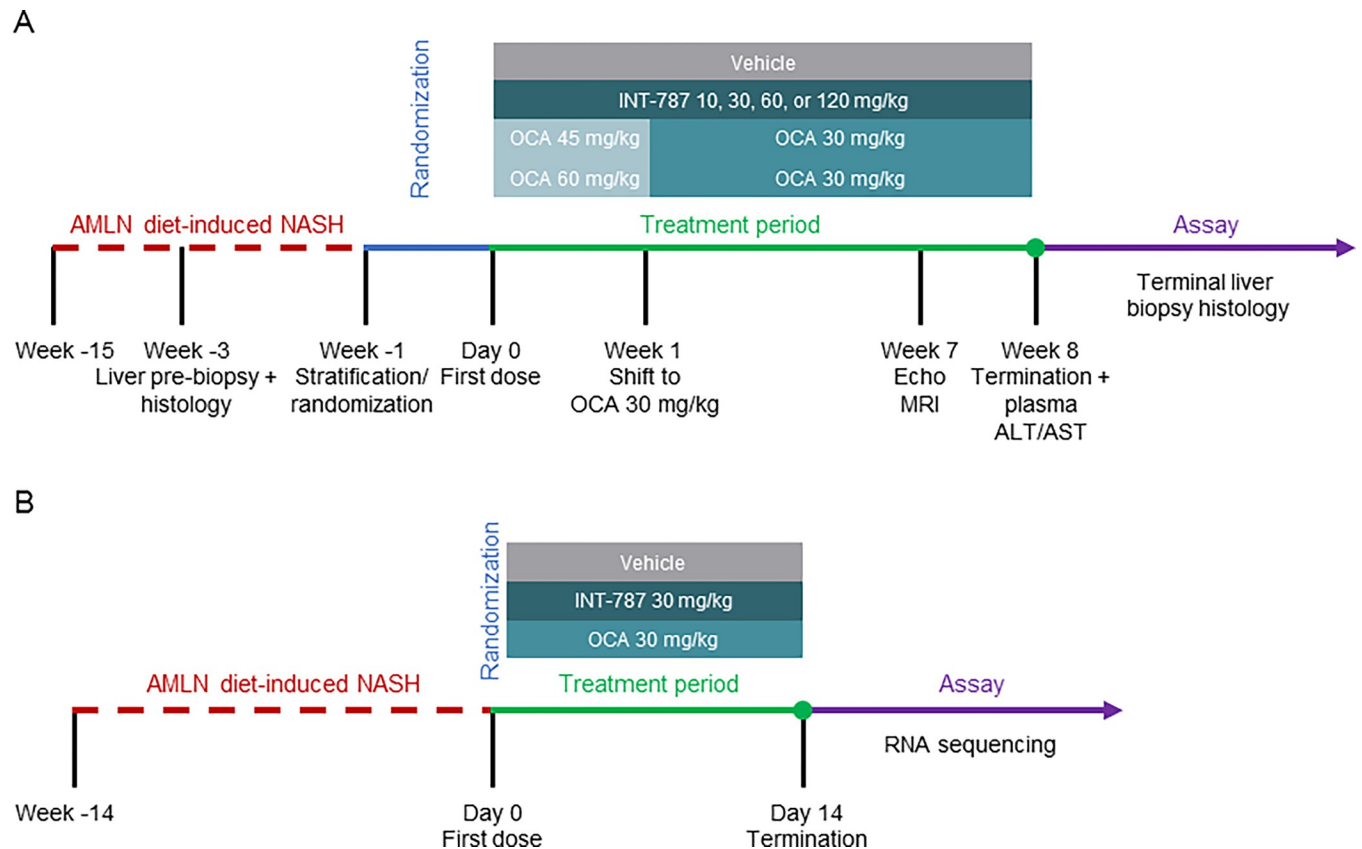 A
Randomization
Vehicle
INT-787 10, 30, 60, or 120 mg/kg
OCA 45 mg/kg
OCA 30 mg/kg
OCA 60 mg/kg
OCA 30 mg/kg
AMLN diet-induced NASH
Treatment period
Assay
Terminal liver
biopsy histology
Week -15
Week -3
Liver pre-biopsy +
histology
Week -1
Stratification/
randomization
Day 0
First dose
Week 1
Shift to
OCA 30 mg/kg
Week 7
Echo
MRI
Week 8
Termination +
plasma
ALT/AST
B
Randomization
Vehicle
INT-787 30 mg/kg
OCA 30 mg/kg
AMLN diet-induced NASH
Treatment period
Assay
RNA sequencing
Week -14
Day 0
First dose
Day 14
Termination